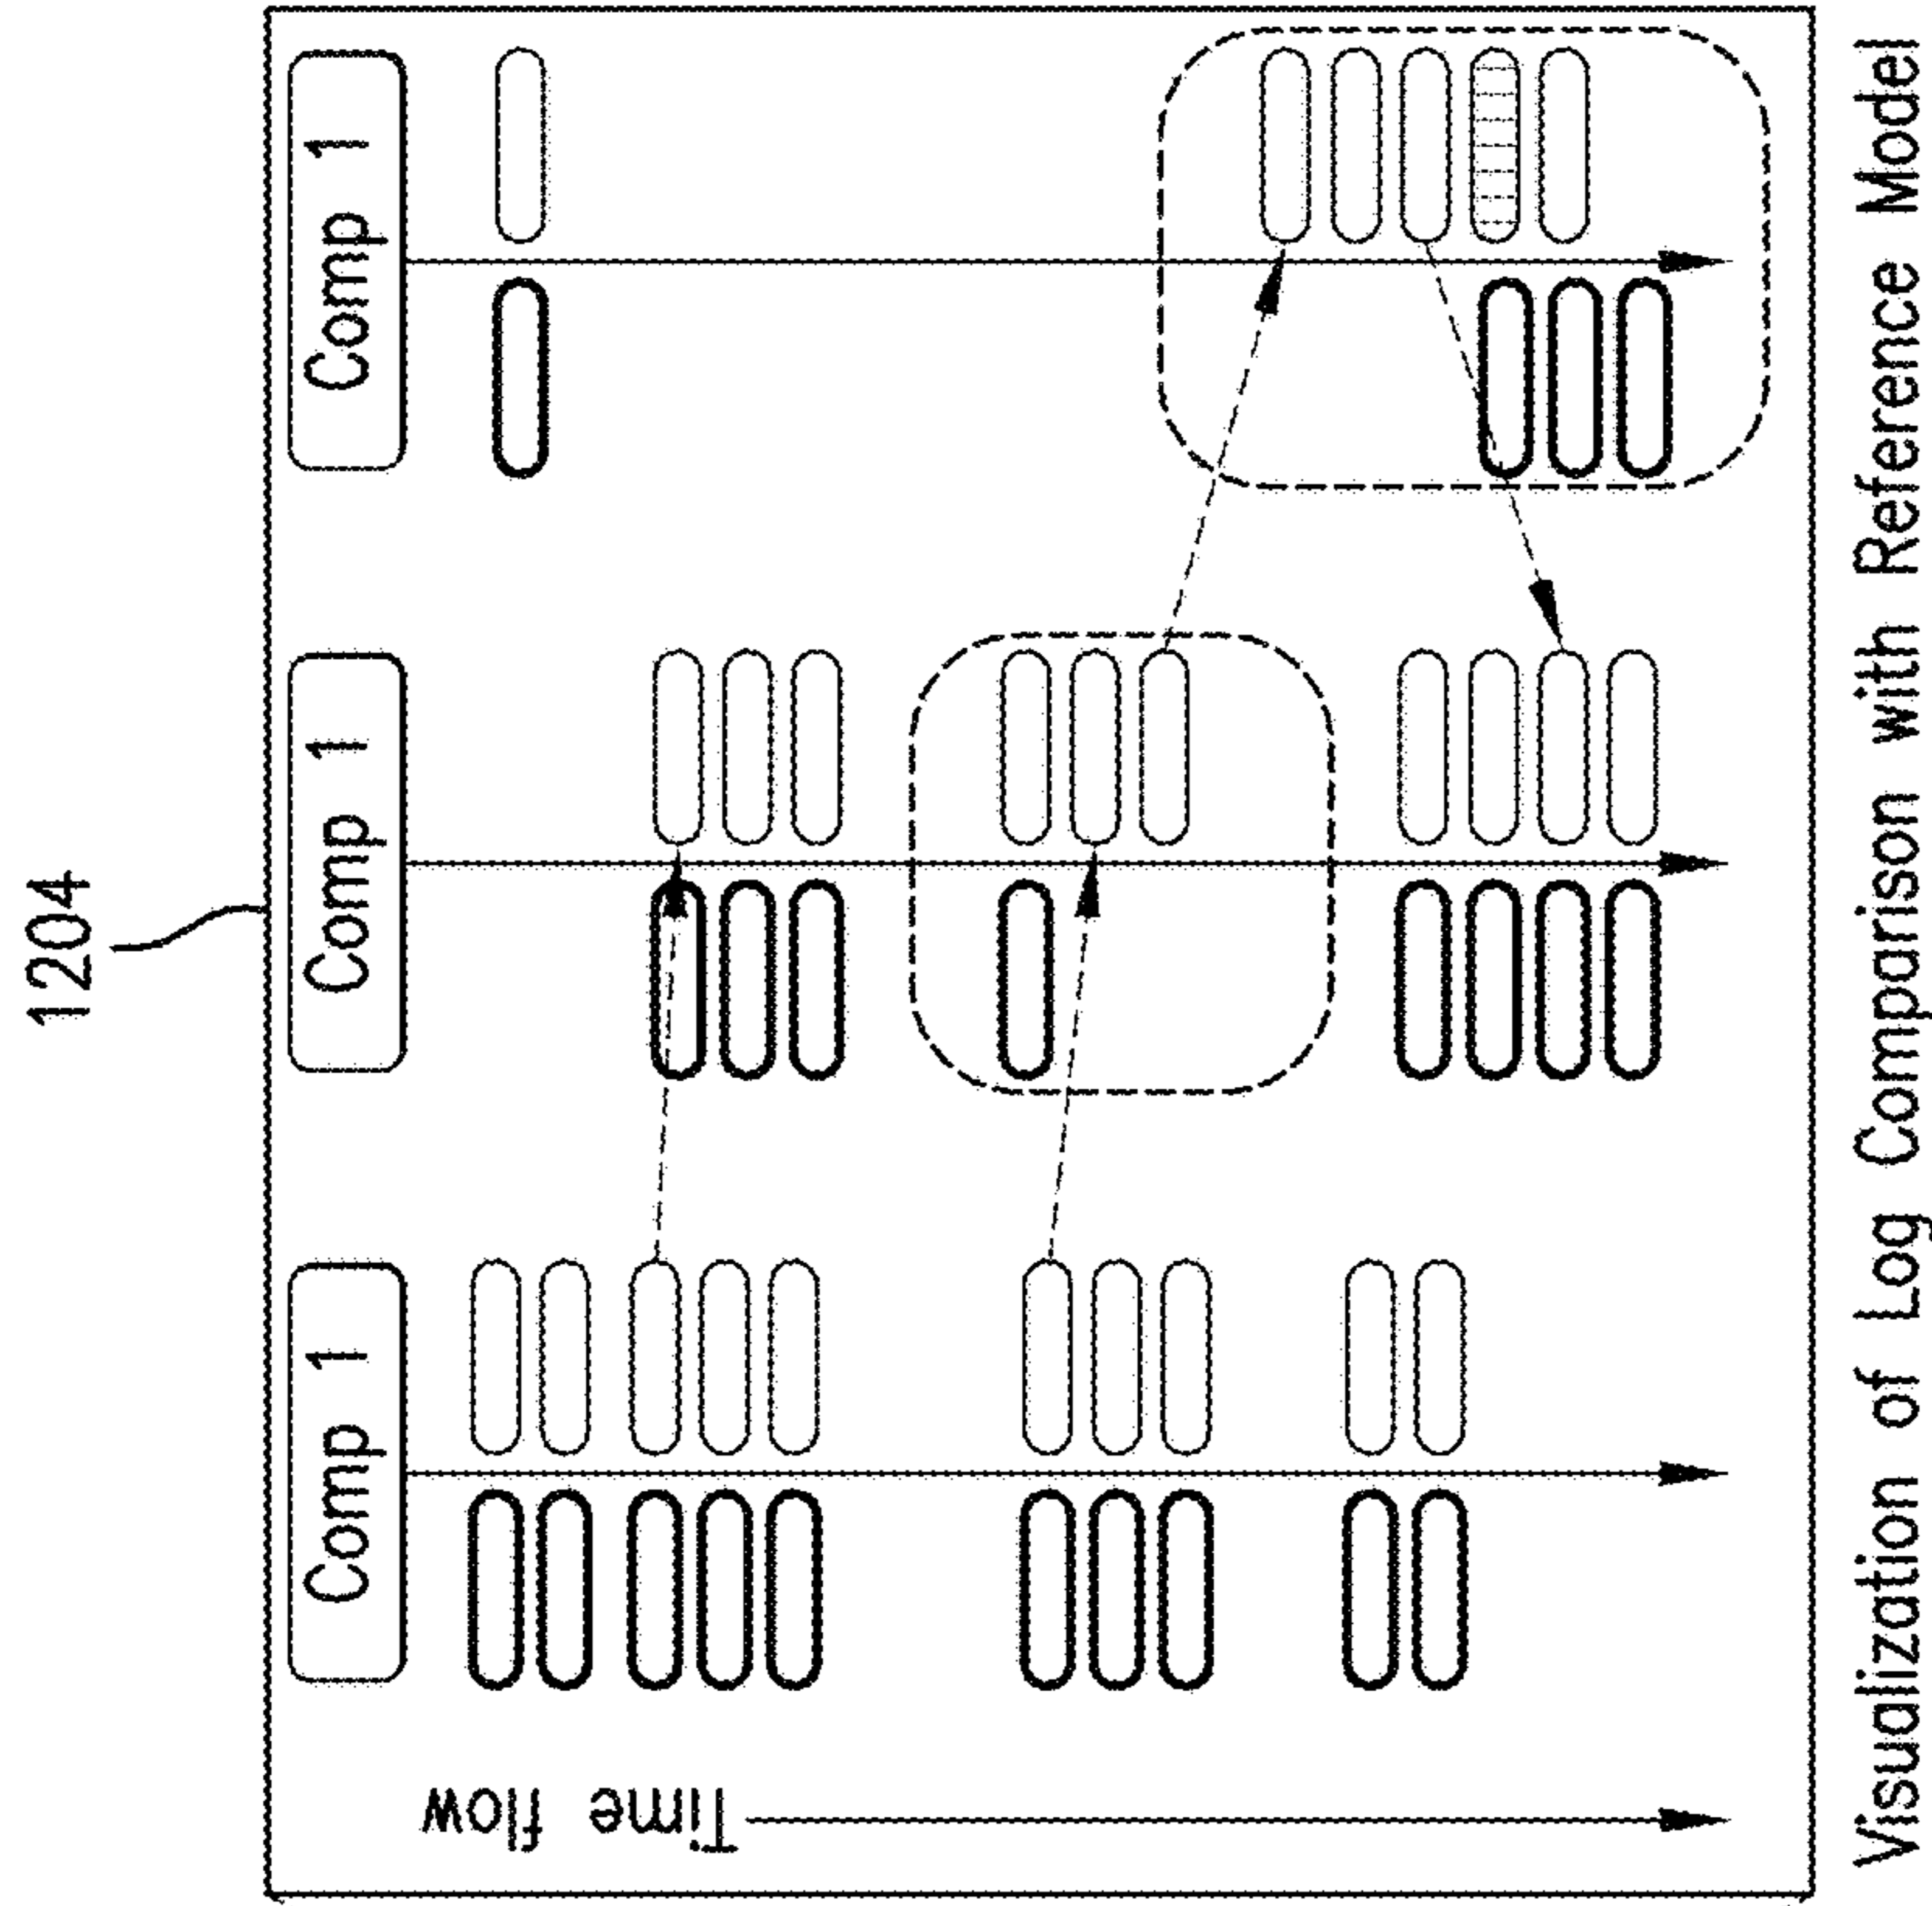 1204
Comp 1
Comp 1
Comp 1
Time flow
Visualization of Log Comparison with Reference Model